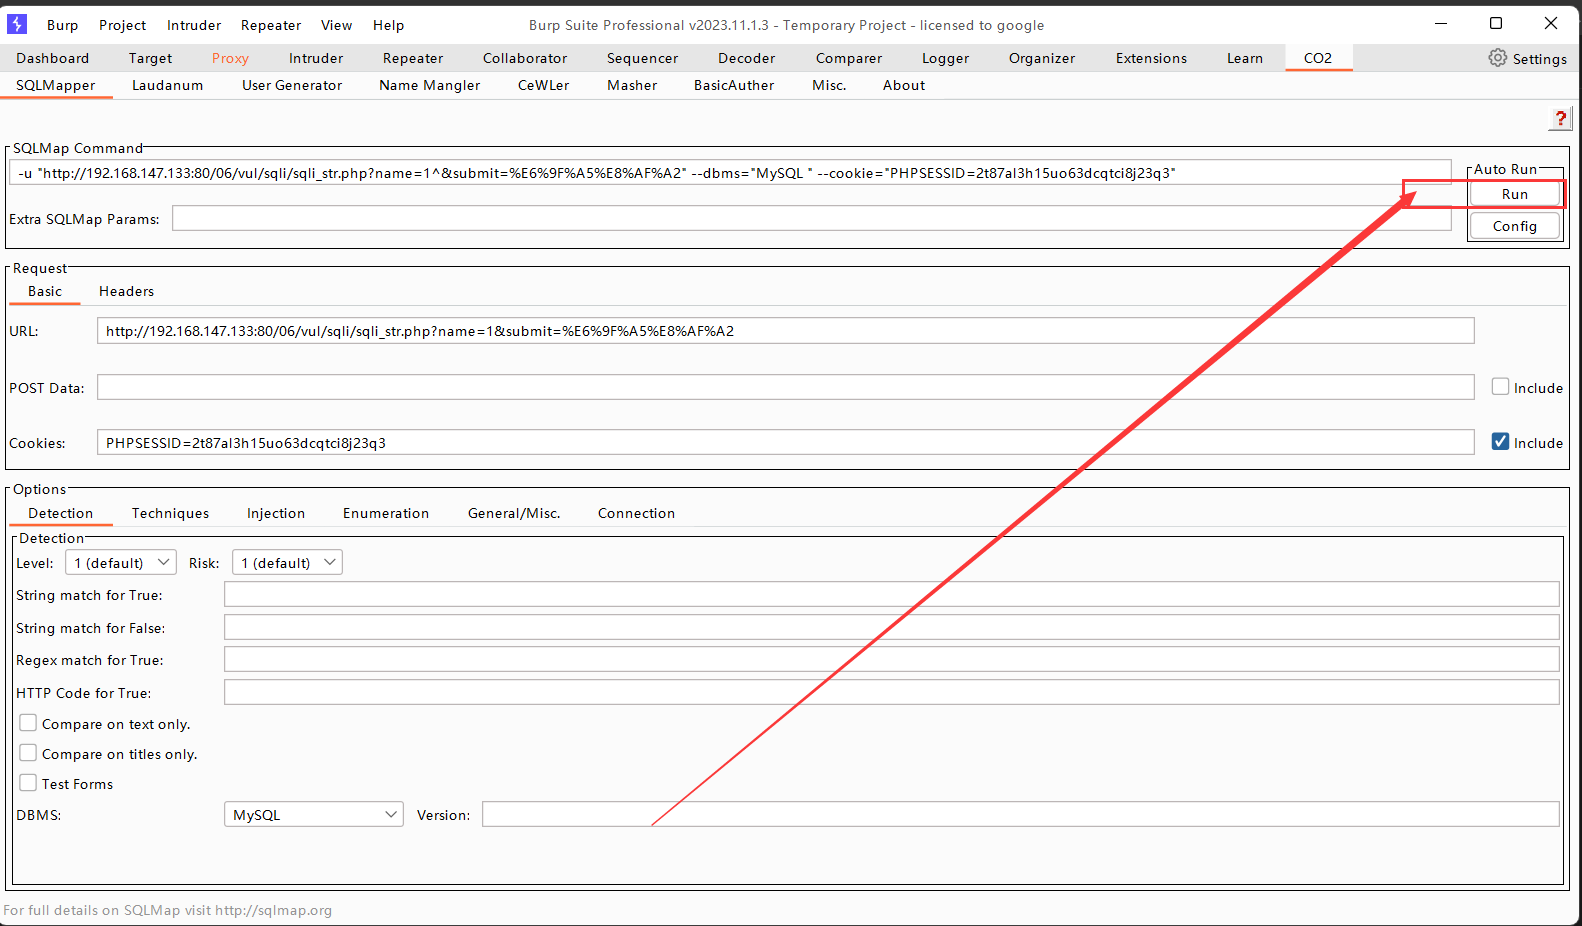 Burp Project Intruder Repeater View Help Burp Suite Professional v2023.11.1.3 - Temporary Project - licensed to google
Dashboard Target Proxy Intruder Repeater Collaborator Sequencer Decoder Comparer Logger Organizer Extensions Learn CO2 Settings
SQLMapper Laudanum User Generator Name Mangler CeWLer Masher BasicAuther Misc. About
?
SQLMap Command
-u "http://192.168.147.133:80/06/vul/sqli/sqli_str.php?name=1^&submit=%E6%9F%A5%E8%AF%A2" --dbms="MySQL " --cookie="PHPSESSID=2t87al3h15uo63dcqtci8j23q3"
Auto Run
Run
Extra SQLMap Params:
Config
Request
Basic Headers
URL: http://192.168.147.133:80/06/vul/sqli/sqli_str.php?name=1&submit=%E6%9F%A5%E8%AF%A2
POST Data: Include
Cookies: PHPSESSID=2t87al3h15uo63dcqtci8j23q3 Include
Options
Detection Techniques Injection Enumeration General/Misc. Connection
Detection
Level: 1 (default) Risk: 1 (default)
String match for True:
String match for False:
Regex match for True:
HTTP Code for True:
Compare on text only.
Compare on titles only.
Test Forms
DBMS: MySQL Version:
For full details on SQLMap visit http://sqlmap.org